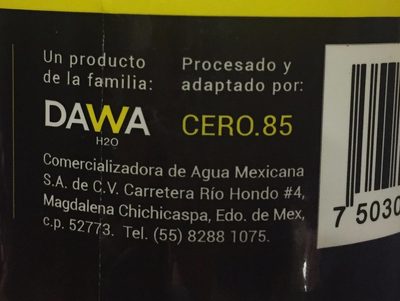 Un producto
de la familia:
DAWA
H2O
Procesado y
adaptado por:
CERO.85
Comercializadora de Agua Mexicana
S.A. de C.V. Carretera Río Hondo #4,
Magdalena Chichicaspa, Edo. de Mex,
c.p. 52773. Tel. (55) 8288 1075.
7 5030